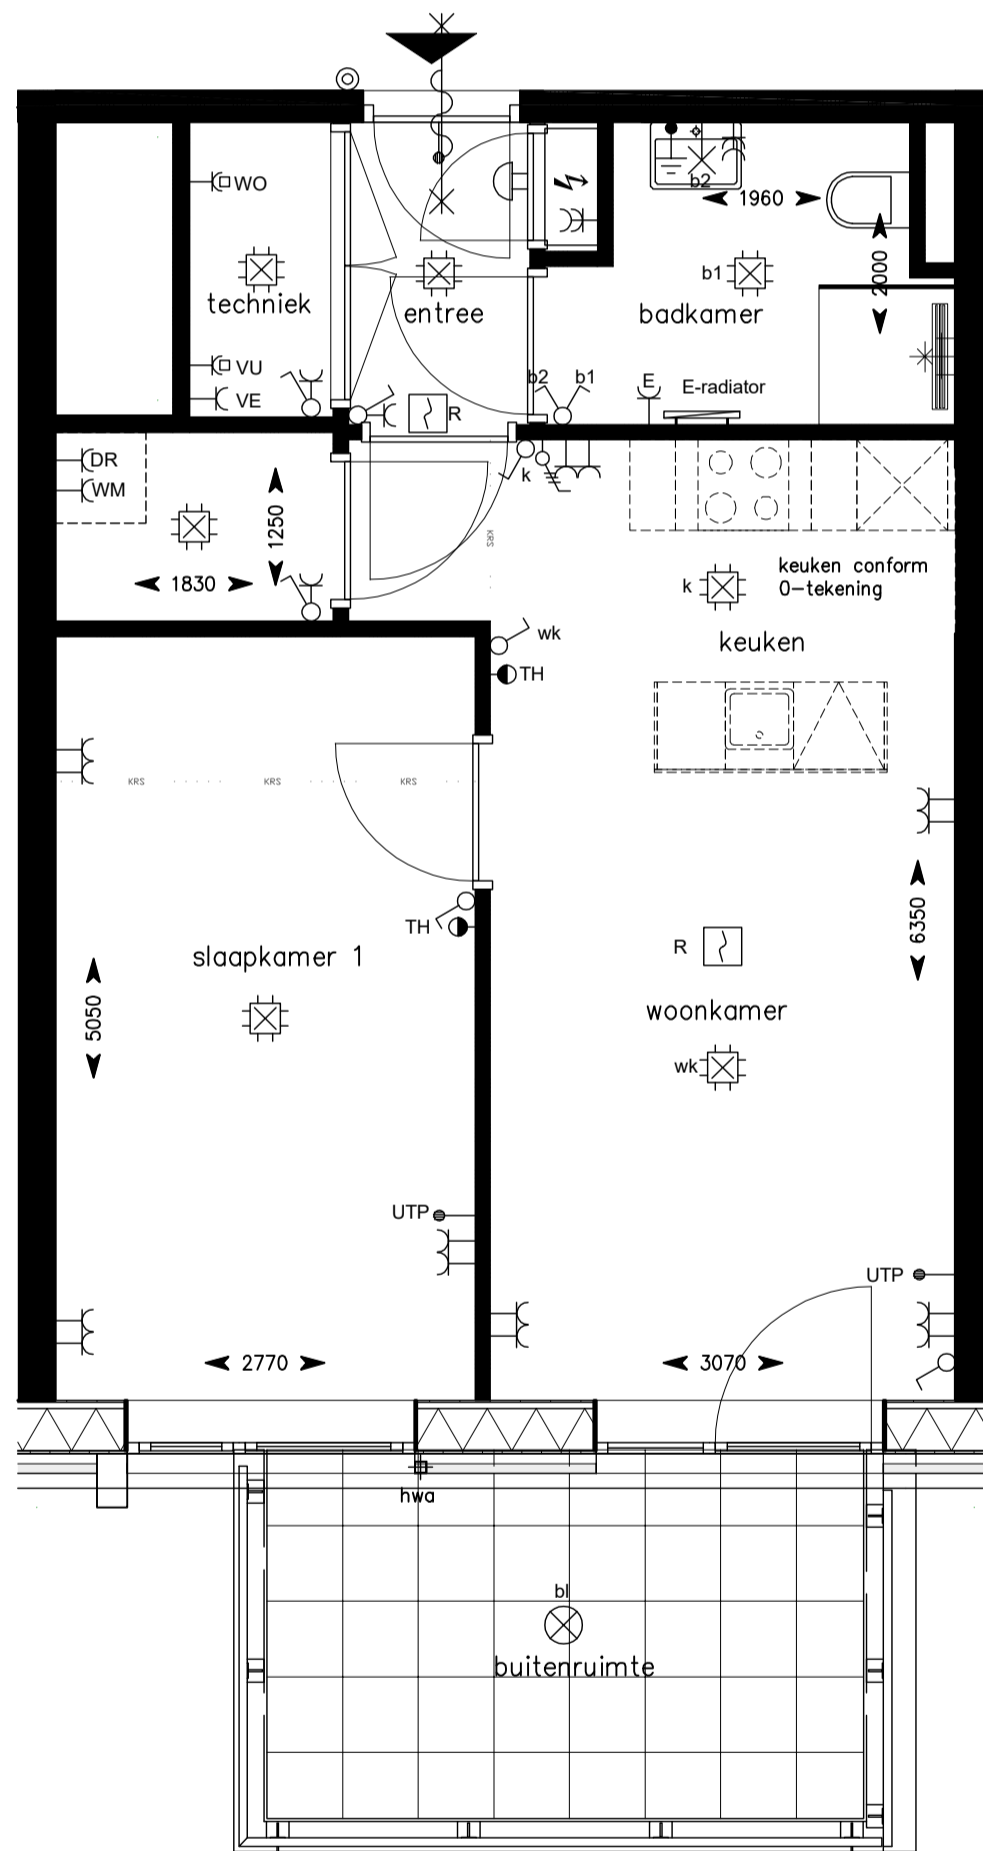 WO
b2
1960
techniek
entree
b1
badkamer
2000
VU
VE
R
b2
b1
E
E-radiator
DR
WM
1250
1830
k
KRS
k
keuken conform
0-tekening
keuken
wk
TH
KRS
KRS
KRS
TH
slaapkamer 1
5050
R
6350
woonkamer
wk
UTP
UTP
2770
3070
hwa
bl
buitenruimte